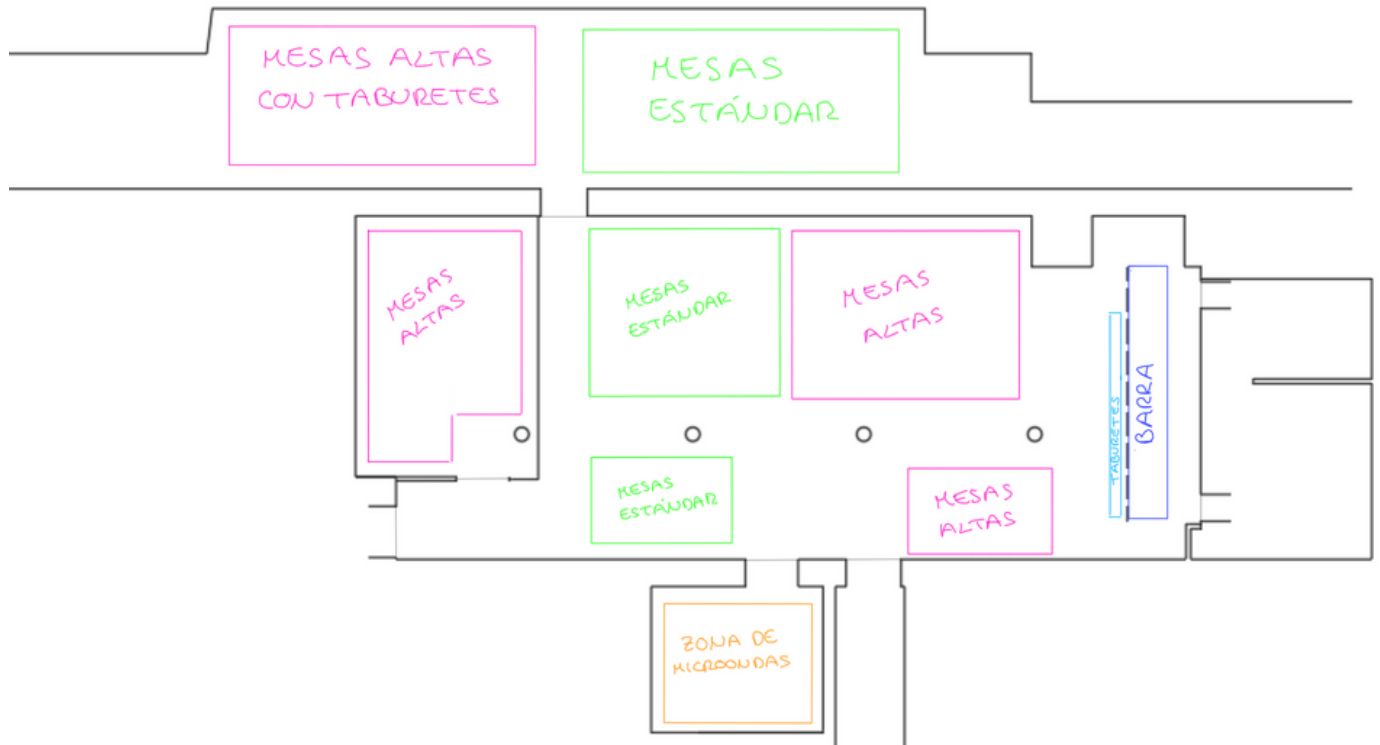 MESAS ALTAS
CON TABURETES
MESAS
ESTÁNDAR
MESAS
ALTAS
MESAS
ESTÁNDAR
MESAS
ALTAS
TABURETES
BARRA
MESAS
ESTÁNDAR
MESAS
ALTAS
ZONA DE
MICROONDAS